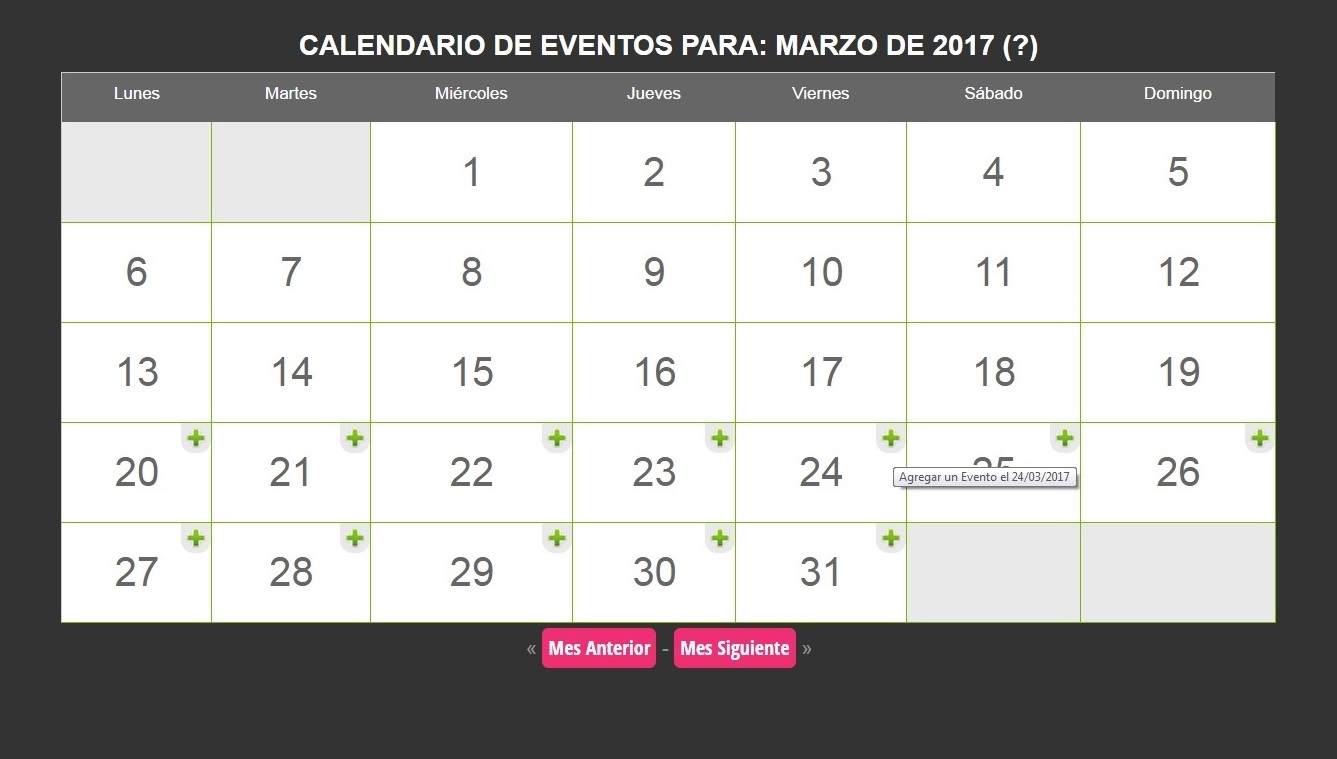 CALENDARIO DE EVENTOS PARA: MARZO DE 2017 (?)
Lunes Martes Miércoles Jueves Viernes Sábado Domingo
1 2 3 4 5
6 7 8 9 10 11 12
13 14 15 16 17 18 19
20 21 22 23 24 25 26
Agregar un Evento el 24/03/2017
27 28 29 30 31
« Mes Anterior - Mes Siguiente »